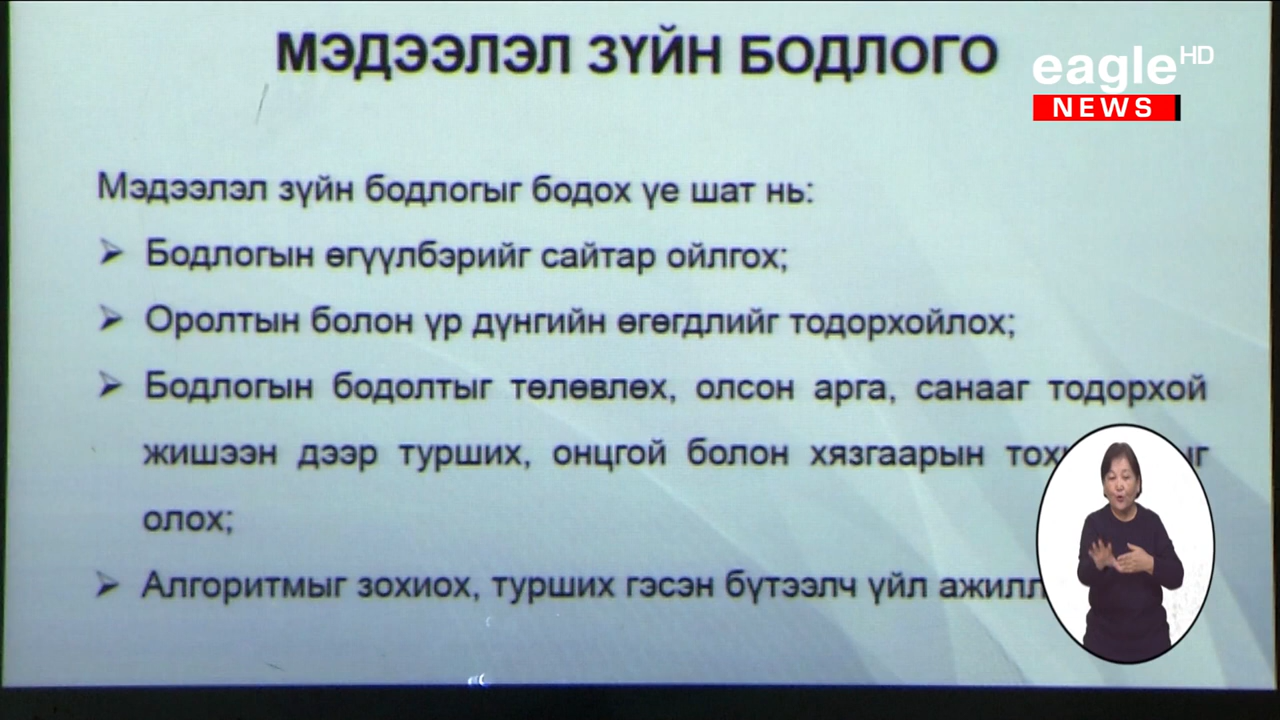 МЭДЭЭЛЭЛ ЗҮЙН БОДЛОГО
eagle HD
NEWS
Мэдээлэл зүйн бодлогыг бодох үе шат нь:
➢ Бодлогын өгүүлбэрийг сайтар ойлгох;
➢ Оролтын болон үр дүнгийн өгөгдлийг тодорхойлох;
➢ Бодлогын бодолтыг төлөвлөх, олсон арга, санааг тодорхой
жишээн дээр турших, онцгой болон хязгаарын
олох;
➢ Алгоритмыг зохиох, турших гэсэн бүтээлч үйл